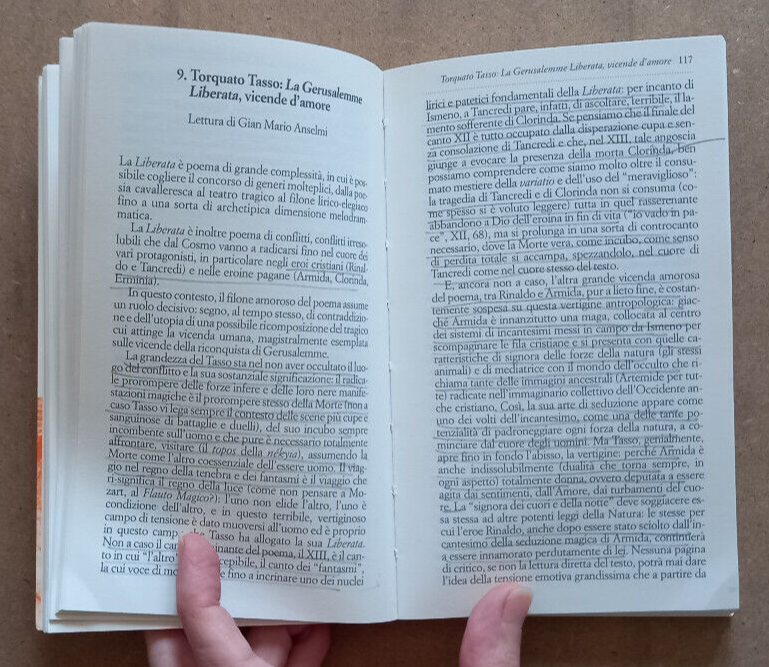 9. Torquato Tasso: La Gerusalemme
Liberata, vicende d'amore
Lettura di Gian Mario Anselmi
La Liberata è poema di grande complessità, in cui è pos-
sibile cogliere il concorso di generi molteplici, dalla poe-
sia cavalleresca al teatro tragico al filone lirico-elegiaco
fino a una sorta di archetipica dimensione melodram-
matica.
La Liberata è inoltre poema di conflitti, conflitti irreso-
lubili che dal Cosmo vanno a radicarsi fino nel cuore dei
vari protagonisti, in particolare negli eroi cristiani (Rinal-
do e Tancredi) e nelle eroine pagane (Armida, Clorinda,
Erminia).
In questo contesto, il filone amoroso del poema assume
un ruolo decisivo: segno, al tempo stesso, di contraddizio-
ne e dell'utopia di una possibile ricomposizione del tragico
cui attinge la vicenda umana, magistralmente esemplata
sulle vicende della riconquista di Gerusalemme.
La grandezza del Tasso sta nel non aver occultato il luo-
go del conflitto e la sua sostanziale significazione: il radica-
le prorompere delle forze infere e delle loro nere manife-
stazioni magiche è il prorompere stesso della Morte (non a
caso Tasso vi lega sempre il contesto delle scene più cupe e
sanguinose di battaglie e duelli), del suo incubo sempre
incombente sull'uomo e che pure è necessario totalmente
affrontare, visitare (il topos della nékyia), assumendo la
Morte come l'altro coessenziale dell'essere uomo. Il viag-
gio nel regno della tenebra e dei fantasmi è il viaggio che
ri-significa il regno della luce (come non pensare a Mo-
zart, al Flauto Magico?): l'uno non elide l'altro, l'uno è
condizione dell'altro, e in questo terribile, vertiginoso
campo di tensione è dato muoversi all'uomo ed è proprio
in questo campo che Tasso ha allogato la sua Liberata.
Non a caso il can nante del poema, il XIII, è il can-
to in cui "l'altro" cepibile, il canto dei "fantasmi",
la cui voce di mo fino a incrinare uno dei nuclei
Torquato Tasso: La Gerusalemme Liberata, vicende d'amore 117
lirici e patetici fondamentali della Liberata: per incanto di
Ismeno, a Tancredi pare, infatti, di ascoltare, terribile, il la-
mento sofferente di Clorinda. Se pensiamo che il finale del
canto XII è tutto occupato dalla disperazione cupa e sen-
za consolazione di Tancredi e che, nel XIII, tale angoscia
giunge a evocare la presenza della morta Clorinda, ben
possiamo comprendere come siamo molto oltre il consu-
mato mestiere della variatio e dell'uso del "meraviglioso":
la tragedia di Tancredi e di Clorinda non si consuma (co-
me spesso si è voluto leggere) tutta in quel rasserenante
abbandono a Dio dell'eroina in fin di vita ("io vado in pa-
ce", XII, 68), ma si prolunga in una sorta di controcanto
necessario, dove la Morte vera, come incubo, come senso
di perdita totale si accampa, spezzandolo, nel cuore di
Tancredi come nel cuore stesso del testo.
E, ancora non a caso, l'altra grande vicenda amorosa
del poema, tra Rinaldo e Armida, pur a lieto fine, è costan-
temente sospesa su questa vertigine antropologica: giac-
ché Armida è innanzitutto una maga, collocata al centro
dei sistemi di incantesimi messi in campo da Ismeno per
scompaginare le fila cristiane e si presenta con quelle ca-
ratteristiche di signora delle forze della natura (gli stessi
animali) e di mediatrice con il mondo dell'occulto che ri-
chiama tante delle immagini ancestrali (Artemide per tut-
te) radicate nell'immaginario collettivo dell'Occidente an-
che cristiano. Così, la sua arte di seduzione appare come
uno dei volti dell'incantesimo, come una delle tante po-
tenzialità di padroneggiare ogni forza della natura, a co-
minciare dal cuore degli uomini. Ma Tasso, genialmente,
apre fino in fondo l'abisso, la vertigine: perché Armida è
anche indissolubilmente (dualità che torna sempre, in
ogni aspetto) totalmente donna, ovvero deputata a essere
agita dai sentimenti, dall'Amore, dai turbamenti del cuo-
re. La "signora dei cuori e della notte" deve soggiacere es-
sa stessa ad altre potenti leggi della Natura: le stesse per
cui l'eroe Rinaldo, anche dopo essere stato sciolto dall'in-
cantesimo della seduzione magica di Armida, continuerà
a essere innamorato perdutamente di lei. Nessuna pagina
di critico, se non la lettura diretta del testo, potrà mai dare
l'idea della tensione emotiva grandissima che a partire da